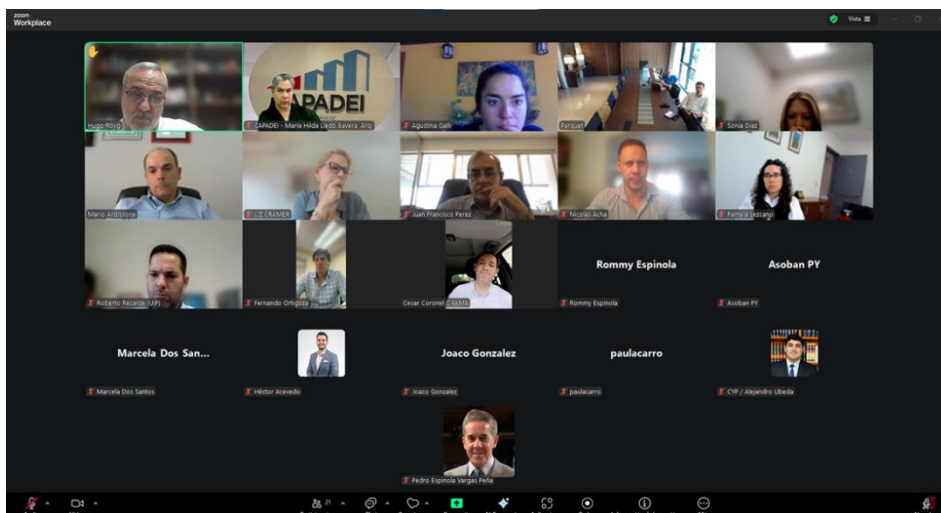 zoom
Workplace
Vista
Hugo Royg
CAPADEI
CAPADEI - María Hilda Liedo Bavera, Arq.
Agustina Galli
Parquet
Sonia Diaz
Mario Ardissone
LIZ CRAMER
Juan Francisco Perez
Nicolas Acha
Pamela Lezcano
Roberto Recalde (UIP)
Fernando Ortigoza
Cesar Coronel CRAMA
Rommy Espinola
Rommy Espinola
Asoban PY
Asoban PY
Marcela Dos San...
Marcela Dos Santos
Héctor Acevedo
Joaco Gonzalez
Joaco Gonzalez
paulacarro
paulacarro
CYP / Alejandro Ubeda
Pedro Espinola Vargas Peña
21